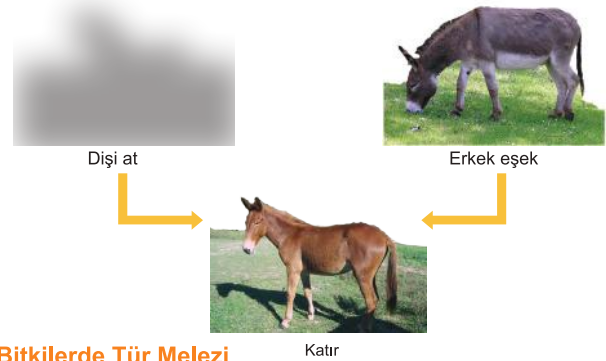 Dişi at
Erkek eşek
Katır
Bitkilerde Tür Melezi